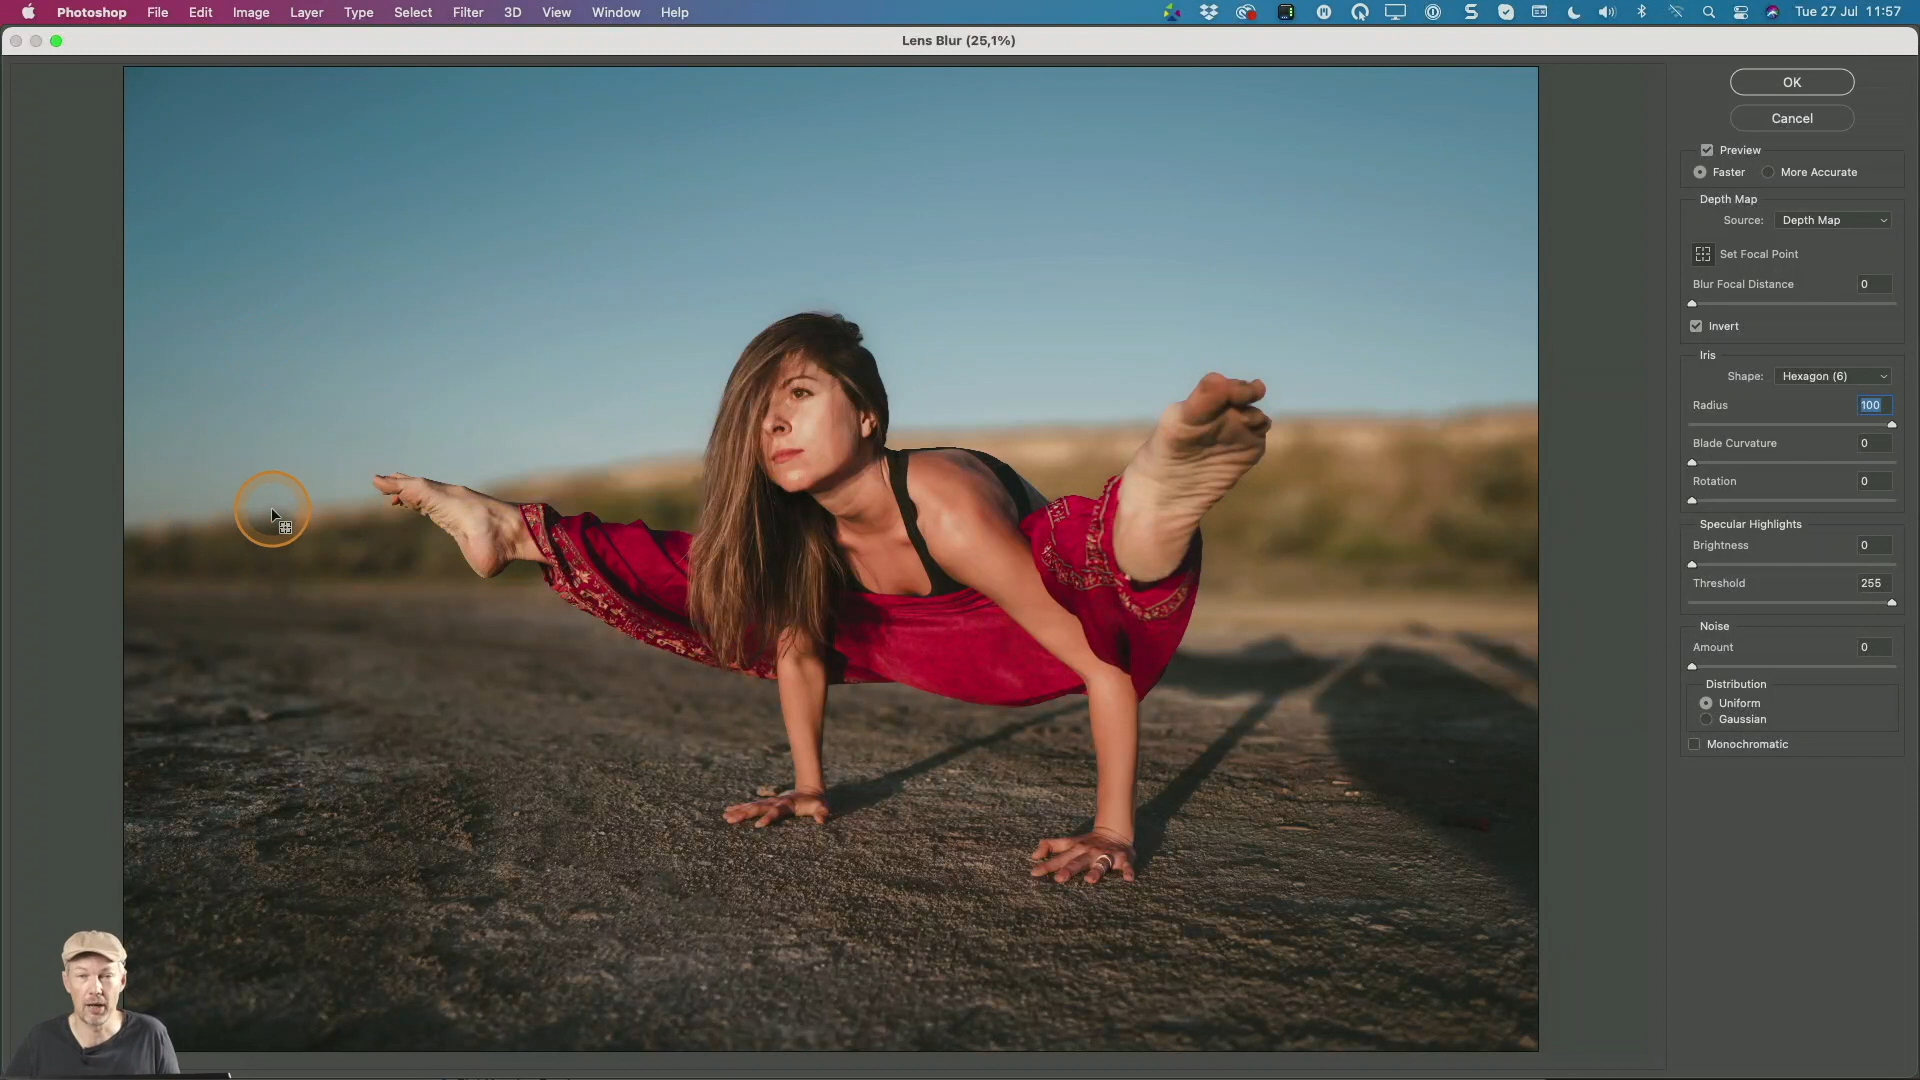 Photoshop File Edit Image Layer Type Select Filter 3D View Window Help Tue 27 Jul 11:57
Lens Blur (25,1%)
OK
Cancel
Preview
Faster More Accurate
Depth Map
Source: Depth Map
Set Focal Point
Blur Focal Distance 0
Invert
Iris
Shape: Hexagon (6)
Radius 100
Blade Curvature 0
Rotation 0
Specular Highlights
Brightness 0
Threshold 255
Noise
Amount 0
Distribution
Uniform
Gaussian
Monochromatic